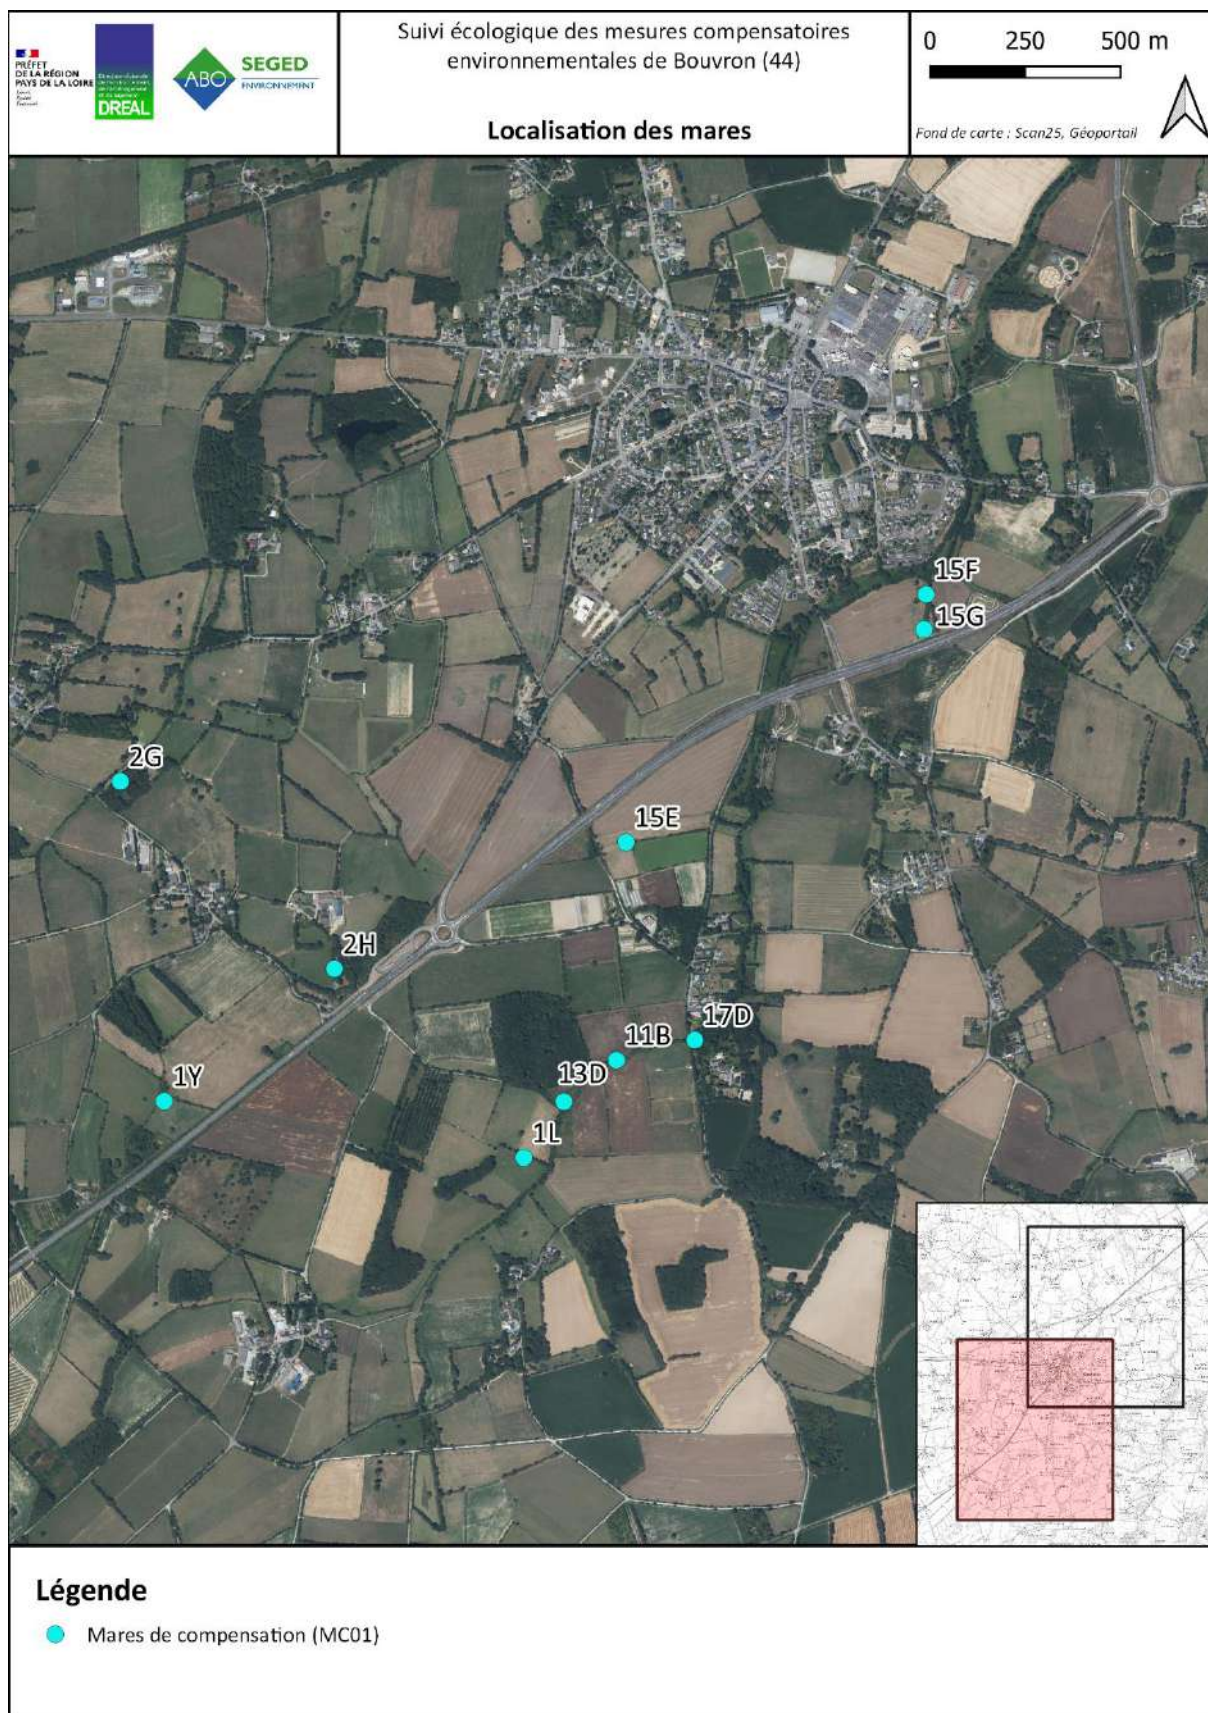 PRÉFET
DE LA RÉGION
PAYS DE LA LOIRE
DREAL
ABO
SEGED
ENVIRONNEMENT
Suivi écologique des mesures compensatoires
environnementales de Bouvron (44)
Localisation des mares
0 250 500 m
Fond de carte : Scan25, Géoportail
15F
15G
2G
15E
2H
17D
11B
13D
1Y
1L
Légende
Mares de compensation (MC01)